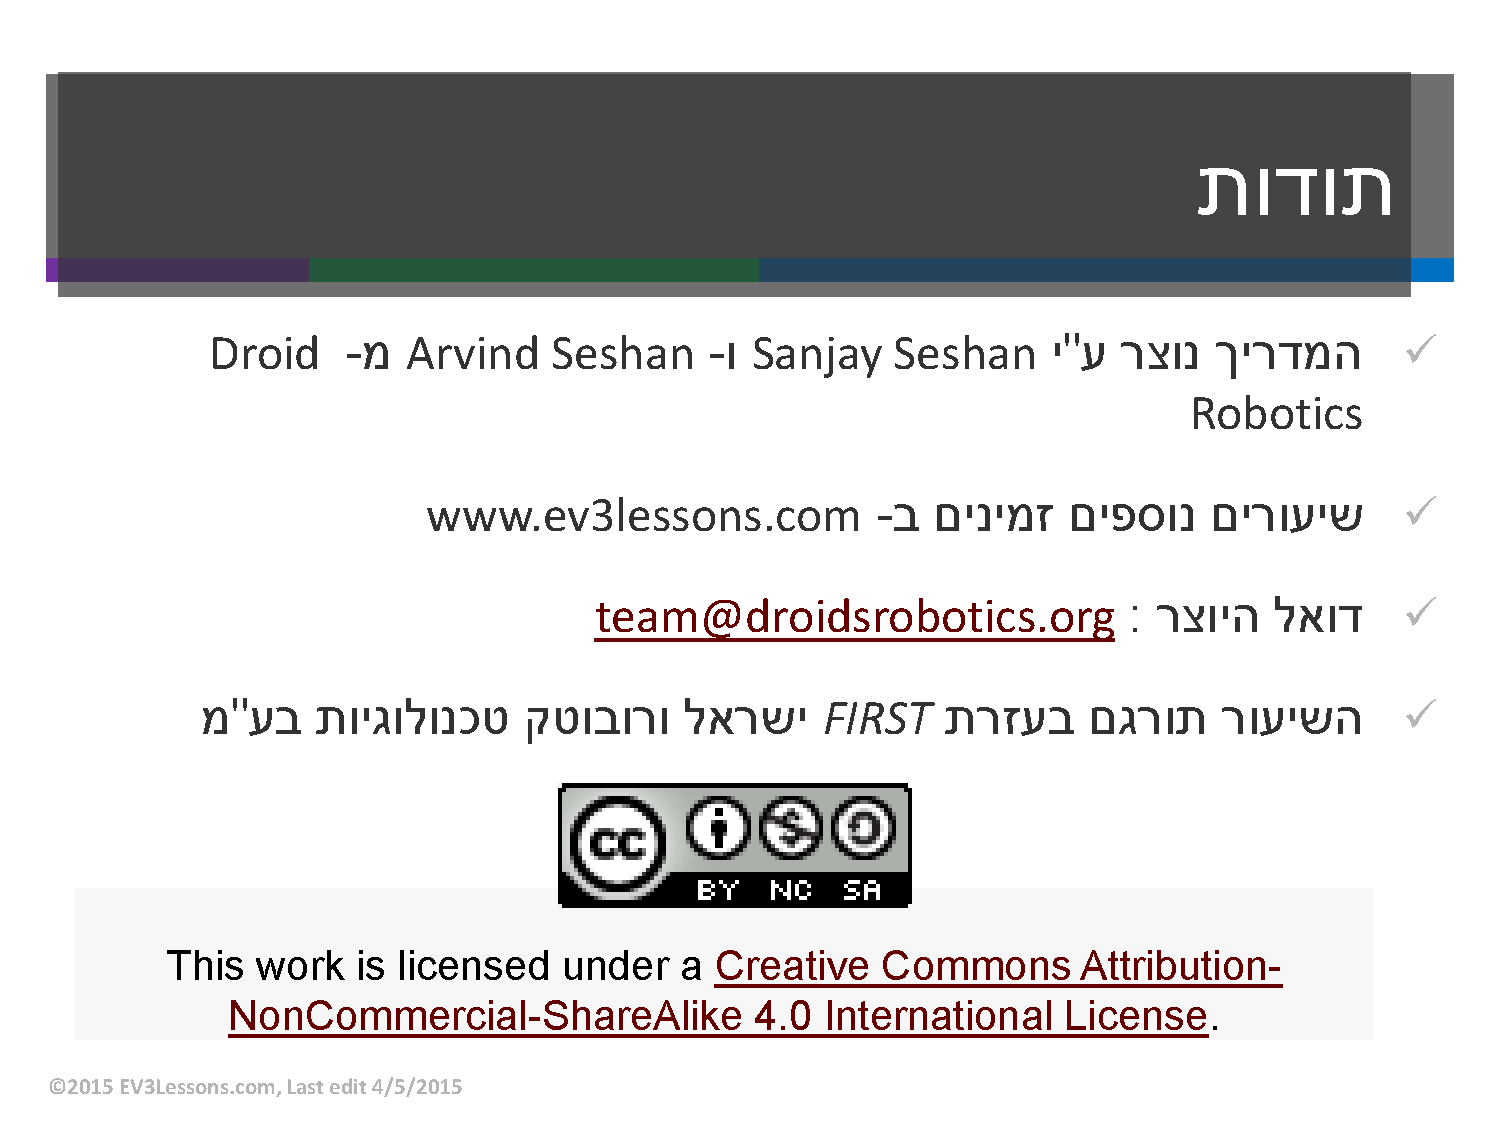 תודות
המדריך נוצר ע"י Sanjay Seshan ו- Arvind Seshan מ- Droid
Robotics
שיעורים נוספים זמינים ב- www.ev3lessons.com
דואל היוצר : team@droidsrobotics.org
השיעור תורגם בעזרת FIRST ישראל ורובוטק טכנולוגיות בע"מ
cc
BY NC SA
This work is licensed under a Creative Commons Attribution-
NonCommercial-ShareAlike 4.0 International License.
©2015 EV3Lessons.com, Last edit 4/5/2015